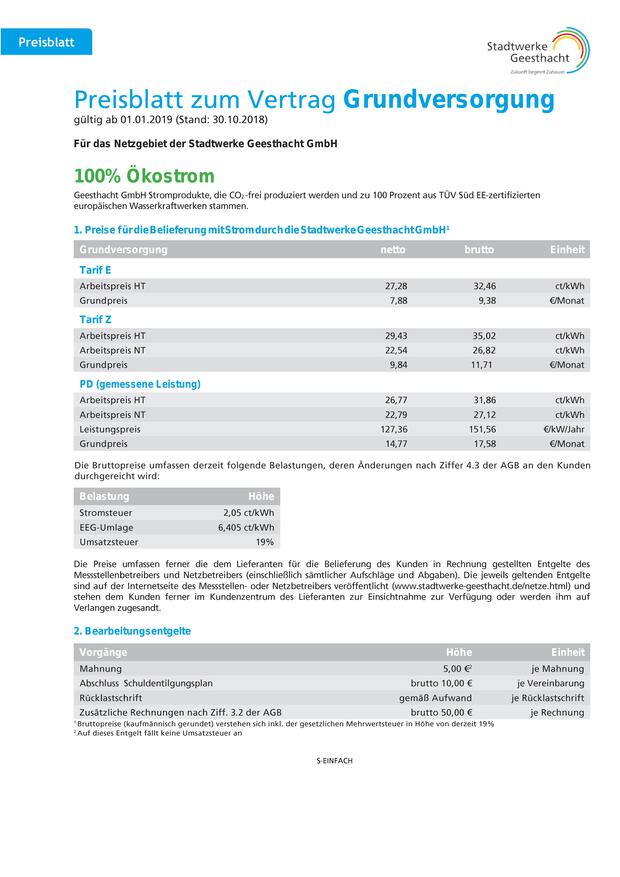 Preisblatt
Stadtwerke
Geesthacht
Zukunft beginnt Zuhause
Preisblatt zum Vertrag Grundversorgung
gültig ab 01.01.2019 (Stand: 30.10.2018)
Für das Netzgebiet der Stadtwerke Geesthacht GmbH
100% Ökostrom
Geesthacht GmbH Stromprodukte, die CO₂-frei produziert werden und zu 100 Prozent aus TÜV Süd EE-zertifizierten
europäischen Wasserkraftwerken stammen.
1. Preise für die Belieferung mit Strom durch die Stadtwerke Geesthacht GmbH¹
Grundversorgung netto brutto Einheit
Tarif E
Arbeitspreis HT 27,28 32,46 ct/kWh
Grundpreis 7,88 9,38 €/Monat
Tarif Z
Arbeitspreis HT 29,43 35,02 ct/kWh
Arbeitspreis NT 22,54 26,82 ct/kWh
Grundpreis 9,84 11,71 €/Monat
PD (gemessene Leistung)
Arbeitspreis HT 26,77 31,86 ct/kWh
Arbeitspreis NT 22,79 27,12 ct/kWh
Leistungspreis 127,36 151,56 €/kW/Jahr
Grundpreis 14,77 17,58 €/Monat
Die Bruttopreise umfassen derzeit folgende Belastungen, deren Änderungen nach Ziffer 4.3 der AGB an den Kunden
durchgereicht wird:
Belastung Höhe
Stromsteuer 2,05 ct/kWh
EEG-Umlage 6,405 ct/kWh
Umsatzsteuer 19%
Die Preise umfassen ferner die dem Lieferanten für die Belieferung des Kunden in Rechnung gestellten Entgelte des
Messstellenbetreibers und Netzbetreibers (einschließlich sämtlicher Aufschläge und Abgaben). Die jeweils geltenden Entgelte
sind auf der Internetseite des Messstellen- oder Netzbetreibers veröffentlicht (www.stadtwerke-geesthacht.de/netze.html) und
stehen dem Kunden ferner im Kundenzentrum des Lieferanten zur Einsichtnahme zur Verfügung oder werden ihm auf
Verlangen zugesandt.
2. Bearbeitungsentgelte
Vorgänge Höhe Einheit
Mahnung 5,00 €² je Mahnung
Abschluss Schuldentilgungsplan brutto 10,00 € je Vereinbarung
Rücklastschrift gemäß Aufwand je Rücklastschrift
Zusätzliche Rechnungen nach Ziff. 3.2 der AGB brutto 50,00 € je Rechnung
¹ Bruttopreise (kaufmännisch gerundet) verstehen sich inkl. der gesetzlichen Mehrwertsteuer in Höhe von derzeit 19%
² Auf dieses Entgelt fällt keine Umsatzsteuer an
S-EINFACH